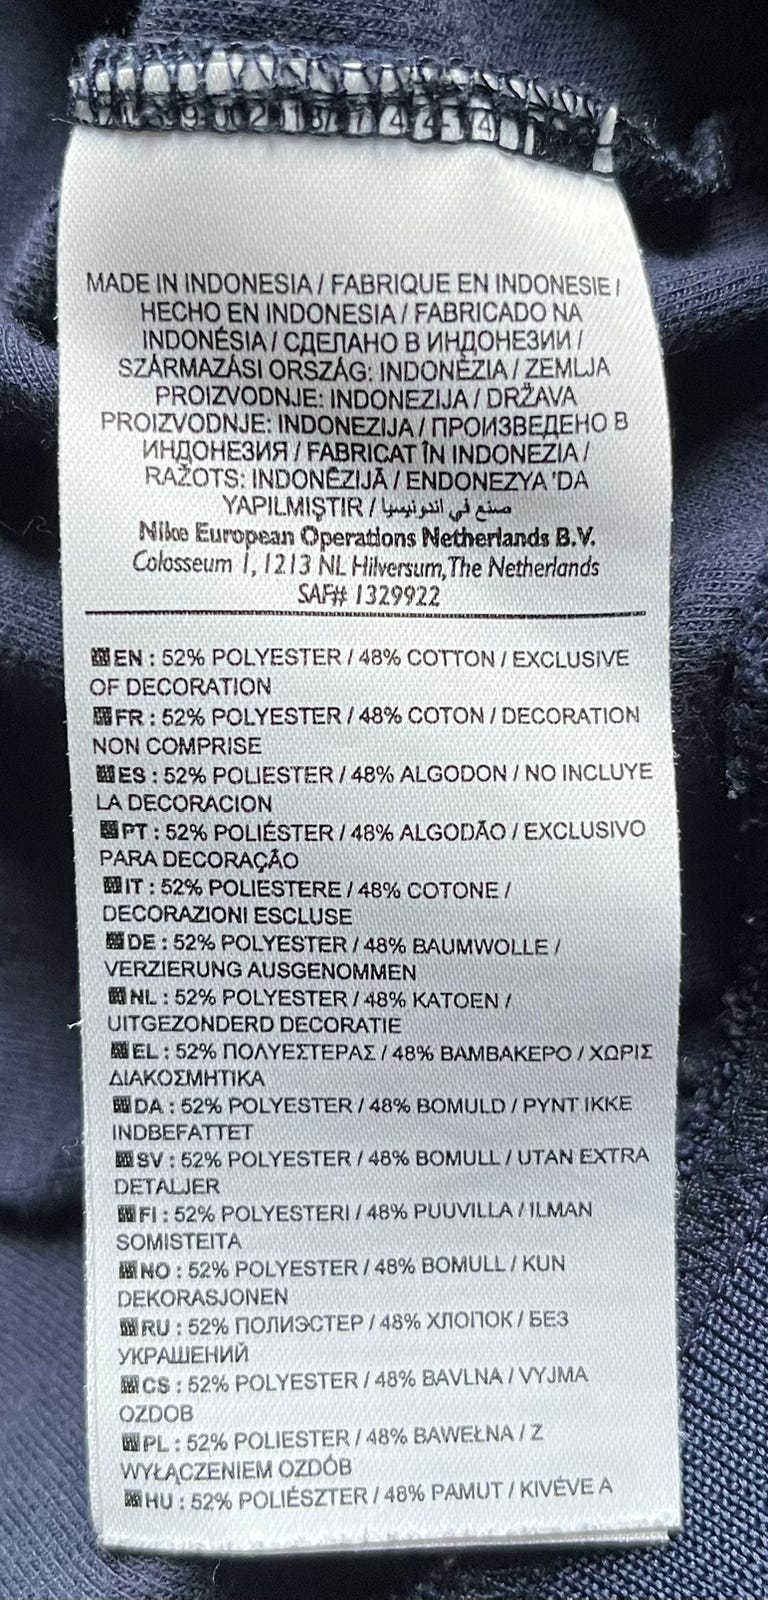 MADE IN INDONESIA / FABRIQUE EN INDONESIE /
HECHO EN INDONESIA / FABRICADO NA
INDONÉSIA / СДЕЛАНО В ИНДОНЕЗИИ /
SZÁRMAZÁSI ORSZÁG: INDONÉZIA / ZEMLJA
PROIZVODNJE: INDONEZIJA / DRŽAVA
PROIZVODNJE: INDONEZIJA / ПРОИЗВЕДЕНО В
ИНДОНЕЗИЯ / FABRICAT ÎN INDONEZIA /
RAŽOTS: INDONĒZIJĀ / ENDONEZYA 'DA
YAPILMIŞTIR / صنع في اندونيسيا
Nike European Operations Netherlands B.V.
Colosseum 1, 1213 NL Hilversum, The Netherlands
SAF# 1329922
EN : 52% POLYESTER / 48% COTTON / EXCLUSIVE
OF DECORATION
FR : 52% POLYESTER / 48% COTON / DECORATION
NON COMPRISE
ES : 52% POLIESTER / 48% ALGODON / NO INCLUYE
LA DECORACION
PT : 52% POLIÉSTER / 48% ALGODÃO / EXCLUSIVO
PARA DECORAÇÃO
IT : 52% POLIESTERE / 48% COTONE /
DECORAZIONI ESCLUSE
DE : 52% POLYESTER / 48% BAUMWOLLE /
VERZIERUNG AUSGENOMMEN
NL : 52% POLYESTER / 48% KATOEN /
UITGEZONDERD DECORATIE
EL : 52% ΠΟΛΥΕΣΤΕΡΑΣ / 48% ΒΑΜΒΑΚΕΡΟ / ΧΩΡΙΣ
ΔΙΑΚΟΣΜΗΤΙΚΑ
DA : 52% POLYESTER / 48% BOMULD / PYNT IKKE
INDBEFATTET
SV : 52% POLYESTER / 48% BOMULL / UTAN EXTRA
DETALJER
FI : 52% POLYESTERI / 48% PUUVILLA / ILMAN
SOMISTEITA
NO : 52% POLYESTER / 48% BOMULL / KUN
DEKORASJONEN
RU : 52% ПОЛИЭСТЕР / 48% ХЛОПОК / БЕЗ
УКРАШЕНИЙ
CS : 52% POLYESTER / 48% BAVLNA / VYJMA
OZDOB
PL : 52% POLIESTER / 48% BAWEŁNA / Z
WYŁĄCZENIEM OZDÓB
HU : 52% POLIÉSZTER / 48% PAMUT / KIVÉVE A